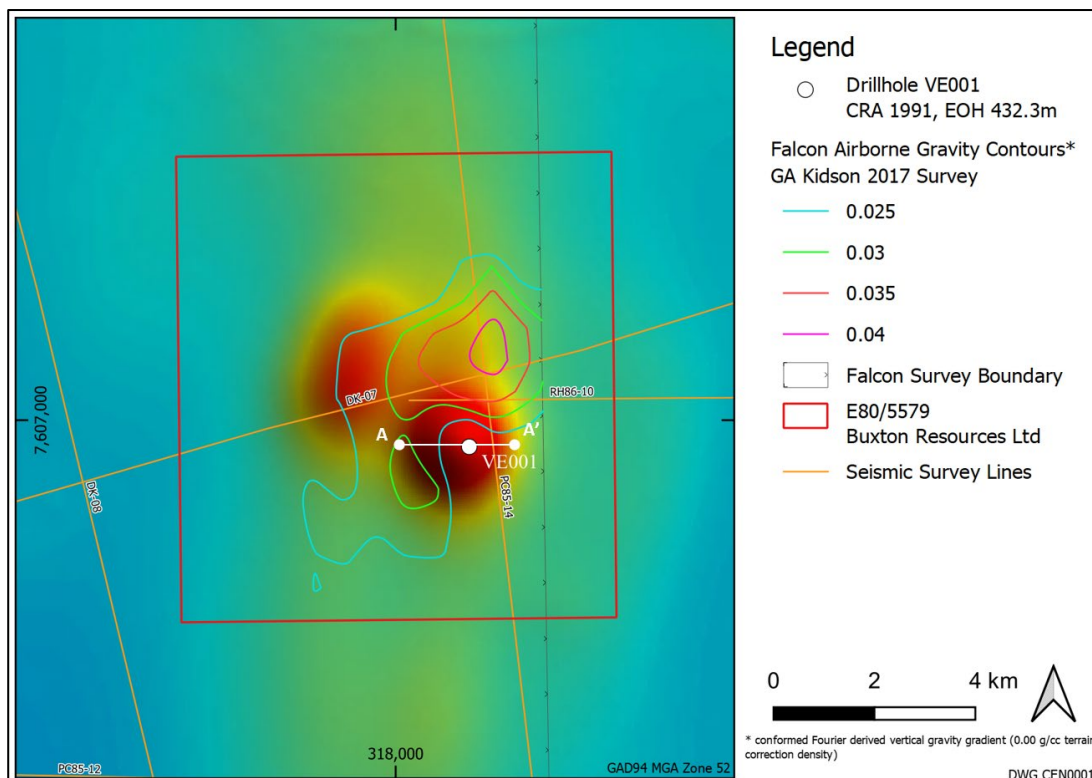 Legend
Drillhole VE001
CRA 1991, EOH 432.3m
Falcon Airborne Gravity Contours*
GA Kidson 2017 Survey
0.025
0.03
0.035
0.04
Falcon Survey Boundary
E80/5579
Buxton Resources Ltd
Seismic Survey Lines
0 2 4 km
* conformed Fourier derived vertical gravity gradient (0.00 g/cc terrain
correction density)
DK-07
RH86-10
7,607,000
A
A'
VE001
DK-08
PC85-14
318,000
PC85-12
GAD94 MGA Zone 52